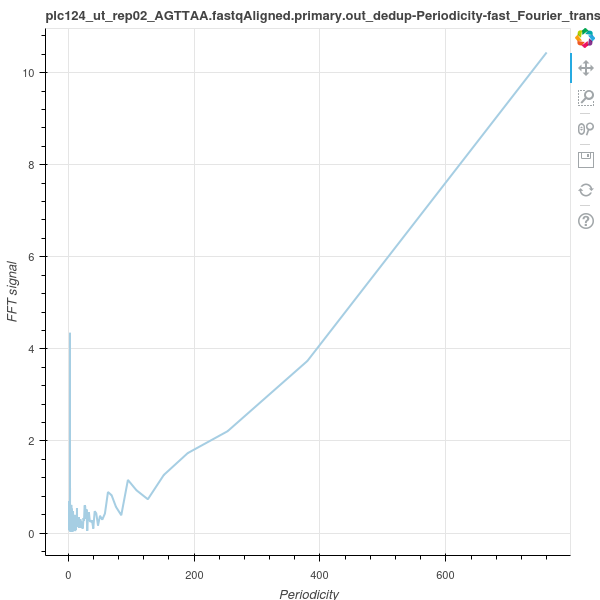 plc124_ut_rep02_AGTTAA.fastqAligned.primary.out_dedup-Periodicity-fast_Fourier_trans
10
8
6
4
2
0
FFT signal
0 200 400 600
Periodicity